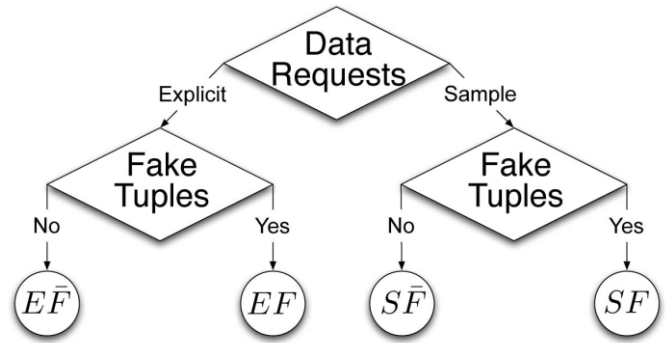 Data
Requests
Explicit
Sample
Fake
Tuples
Fake
Tuples
No
Yes
No
Yes
EF̄
EF
SF̄
SF